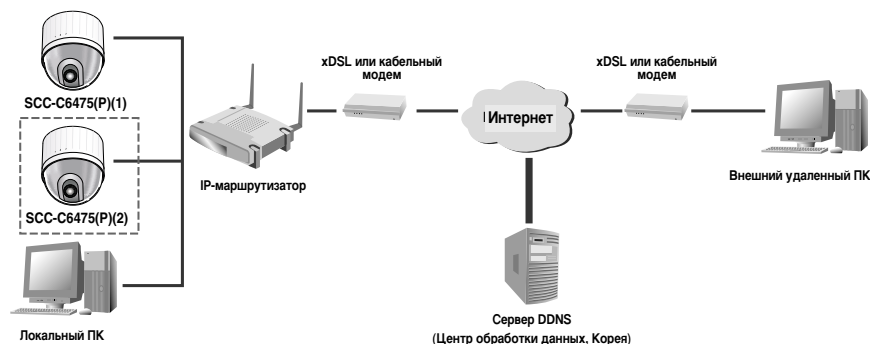 SCC-C6475(P)(1)
SCC-C6475(P)(2)
Локальный ПК
IP-маршрутизатор
xDSL или кабельный
модем
Интернет
xDSL или кабельный
модем
Внешний удаленный ПК
Сервер DDNS
(Центр обработки данных, Корея)